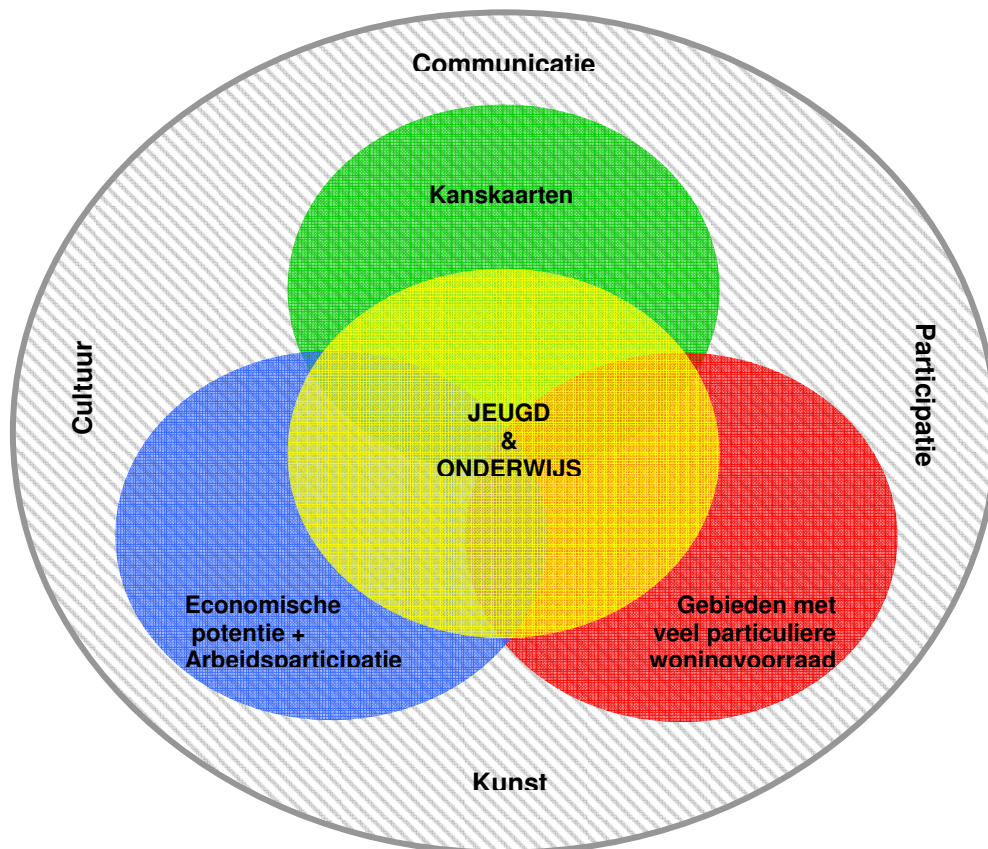 Communicatie
Kanskaarten
Cultuur
Participatie
JEUGD
&
ONDERWIJS
Economische
potentie +
Arbeidsparticipatie
Gebieden met
veel particuliere
woningvoorraad
Kunst